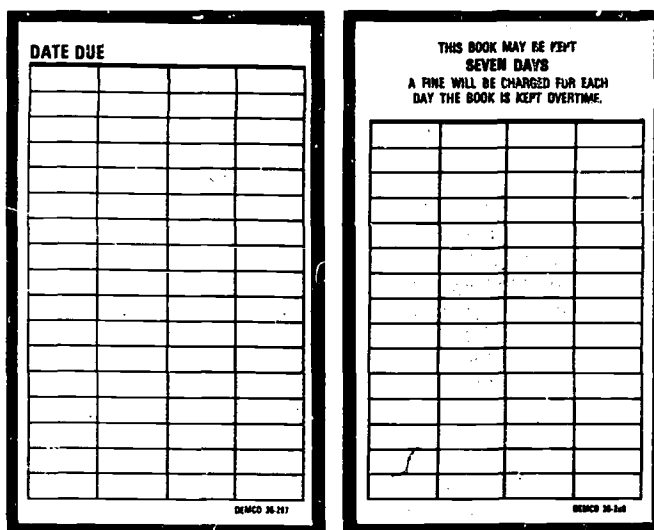 DATE DUE
DEMCO 38-297
THIS BOOK MAY BE KEPT
SEVEN DAYS
A FINE WILL BE CHARGED FOR EACH
DAY THE BOOK IS KEPT OVERTIME.
DEMCO